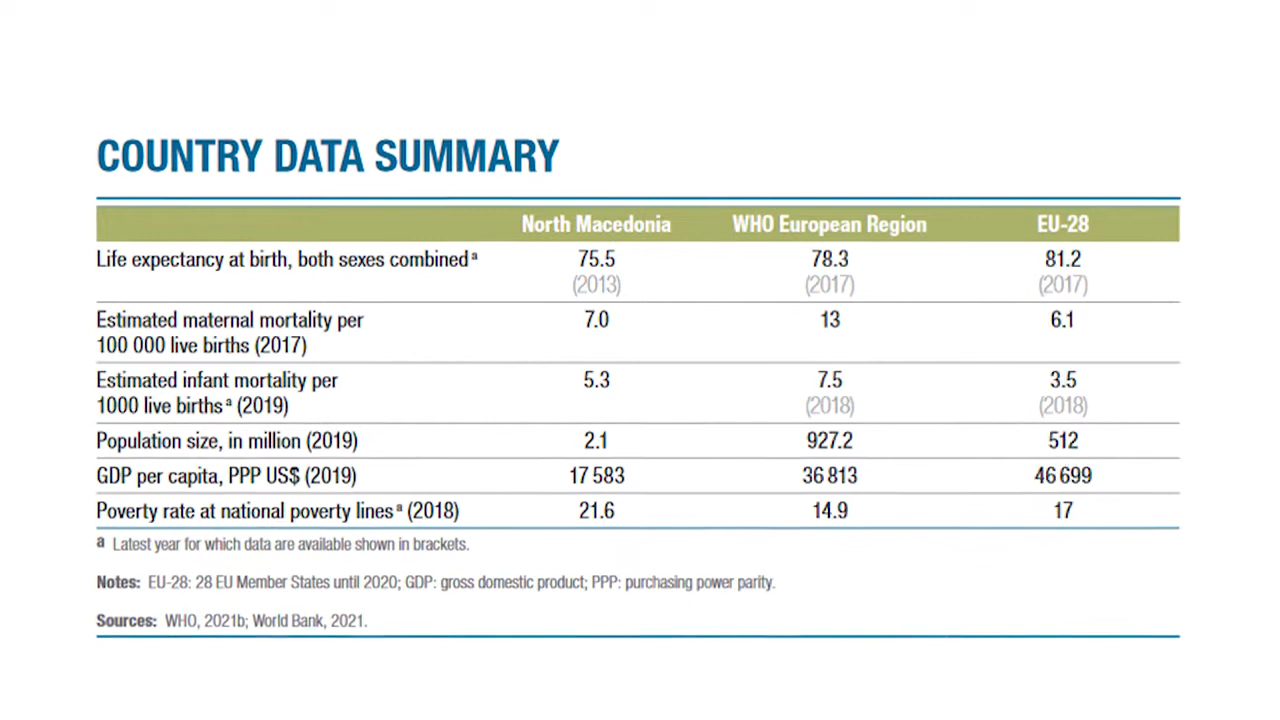 COUNTRY DATA SUMMARY
North Macedonia WHO European Region EU-28
Life expectancy at birth, both sexes combined a 75.5 78.3 81.2
(2013) (2017) (2017)
Estimated maternal mortality per 7.0 13 6.1
100 000 live births (2017)
Estimated infant mortality per 5.3 7.5 3.5
1000 live births a (2019) (2018) (2018)
Population size, in million (2019) 2.1 927.2 512
GDP per capita, PPP US$ (2019) 17 583 36 813 46 699
Poverty rate at national poverty lines a (2018) 21.6 14.9 17
a Latest year for which data are available shown in brackets.
Notes: EU-28: 28 EU Member States until 2020; GDP: gross domestic product; PPP: purchasing power parity.
Sources: WHO, 2021b; World Bank, 2021.